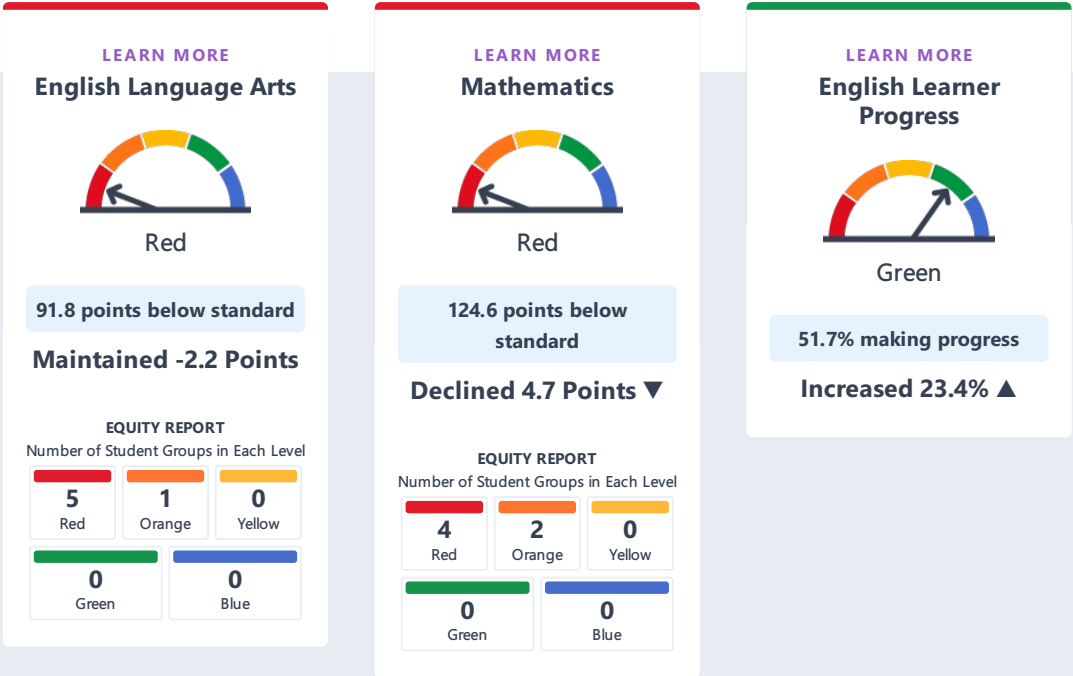 LEARN MORE
English Language Arts
Red
91.8 points below standard
Maintained -2.2 Points
EQUITY REPORT
Number of Student Groups in Each Level
5
Red
1
Orange
0
Yellow
0
Green
0
Blue
LEARN MORE
Mathematics
Red
124.6 points below
standard
Declined 4.7 Points ▼
EQUITY REPORT
Number of Student Groups in Each Level
4
Red
2
Orange
0
Yellow
0
Green
0
Blue
LEARN MORE
English Learner
Progress
Green
51.7% making progress
Increased 23.4% ▲